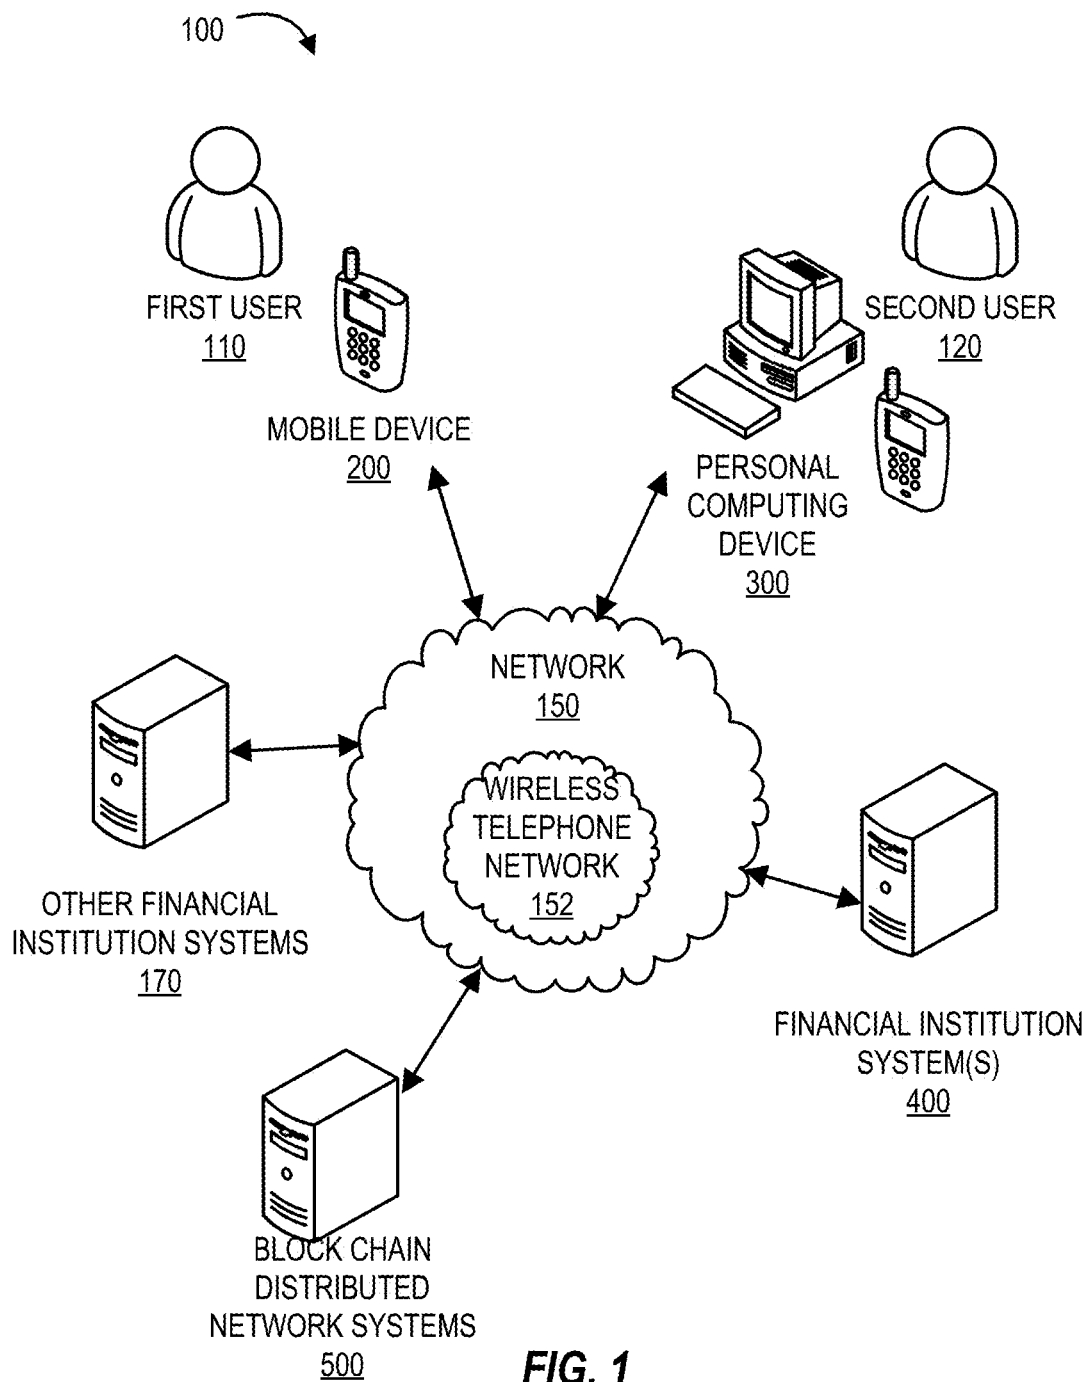 100
FIRST USER
110
SECOND USER
120
MOBILE DEVICE
200
PERSONAL
COMPUTING
DEVICE
300
NETWORK
150
WIRELESS
TELEPHONE
NETWORK
152
OTHER FINANCIAL
INSTITUTION SYSTEMS
170
FINANCIAL INSTITUTION
SYSTEM(S)
400
BLOCK CHAIN
DISTRIBUTED
NETWORK SYSTEMS
500
FIG. 1